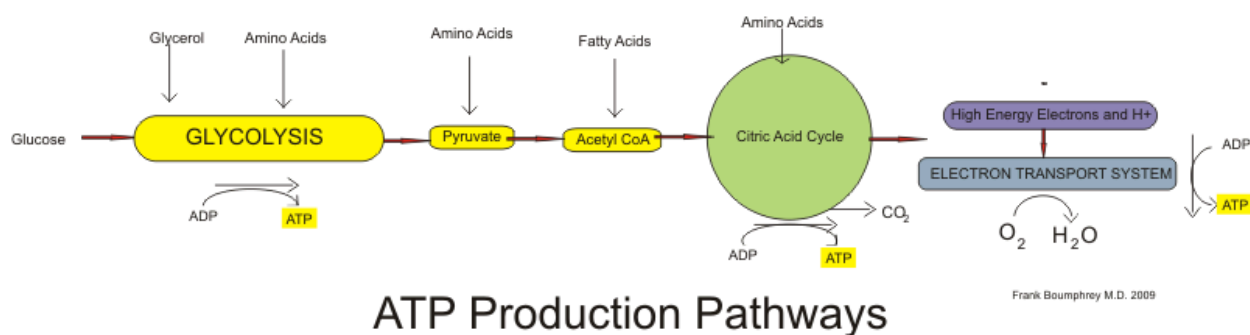 Glycerol
Amino Acids
Amino Acids
Fatty Acids
Amino Acids
Glucose
GLYCOLYSIS
Pyruvate
Acetyl CoA
Citric Acid Cycle
-
High Energy Electrons and H+
ELECTRON TRANSPORT SYSTEM
ADP
ATP
ADP
ATP
CO2
ADP
ATP
O2
H2O
Frank Boumphrey M.D. 2009
ATP Production Pathways